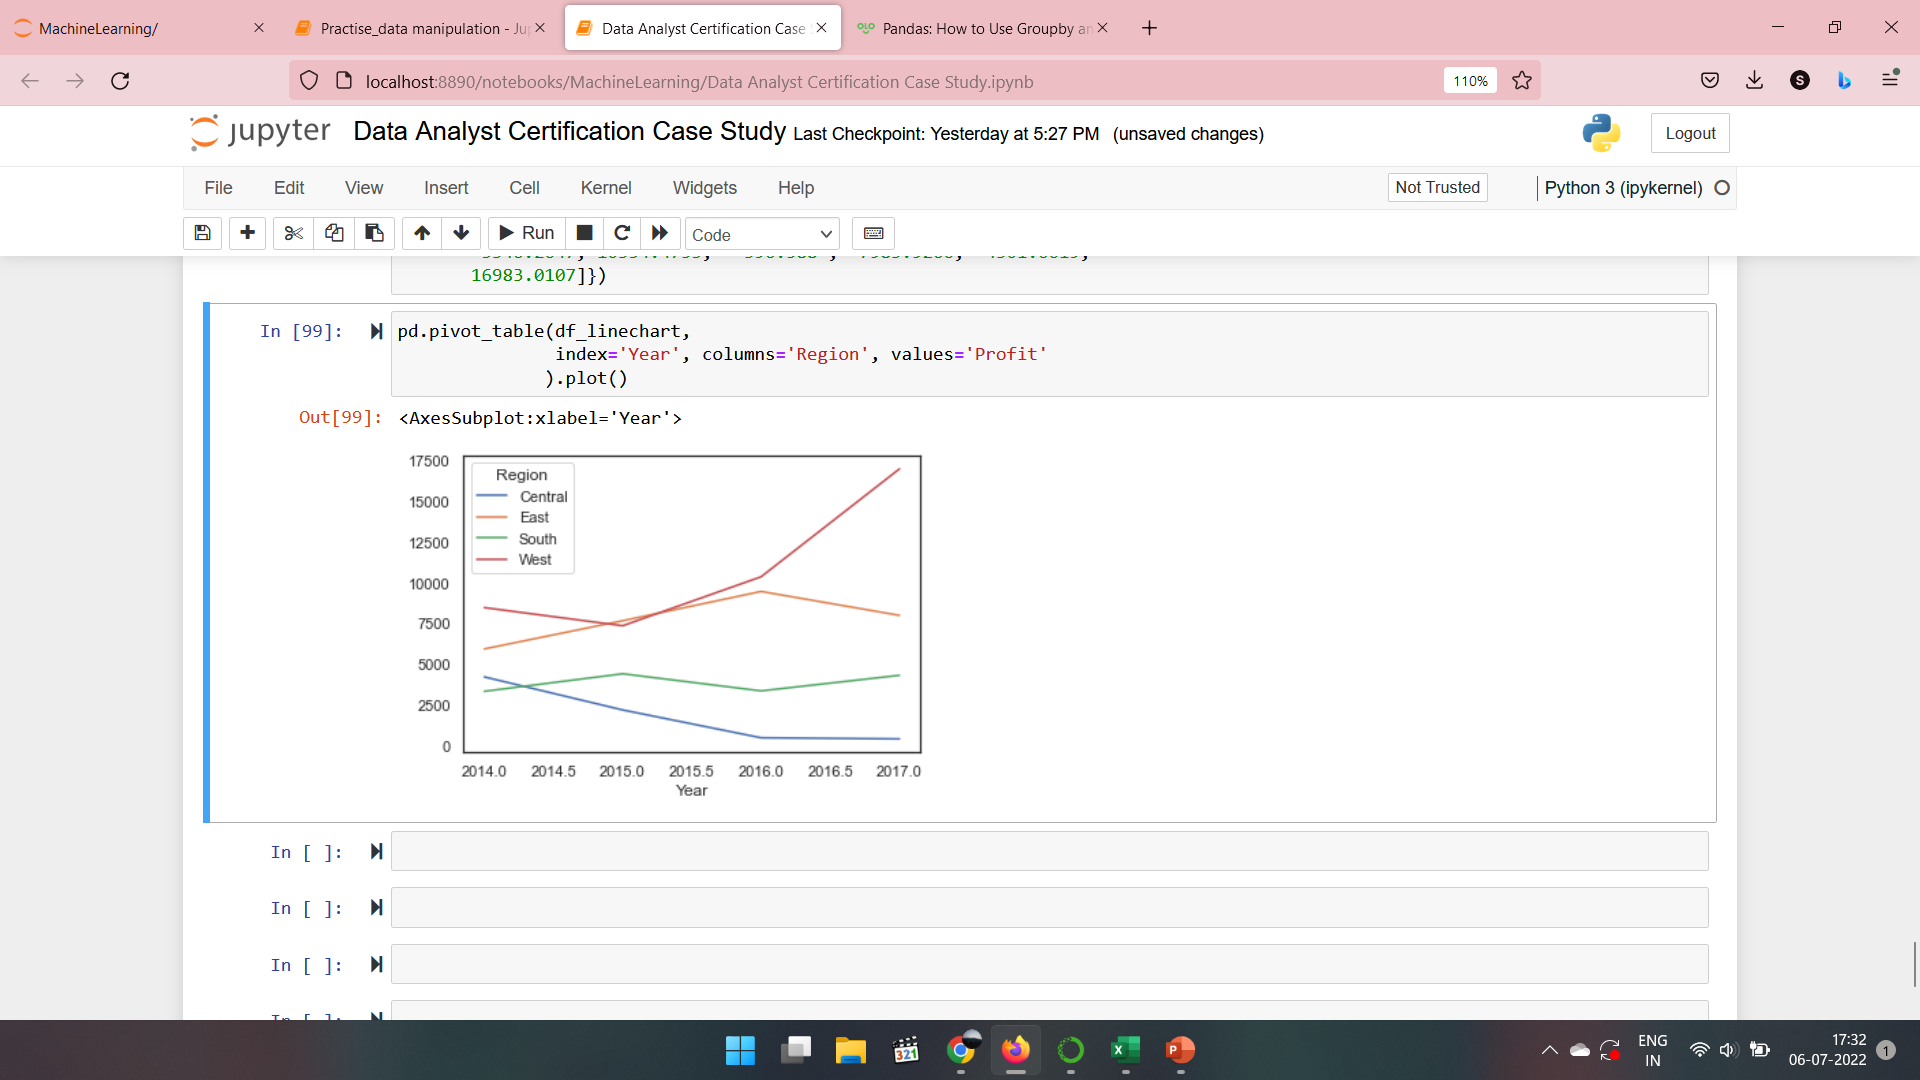 MachineLearning/
Practise_data manipulation - Ju
Data Analyst Certification Case
Pandas: How to Use Groupby an
localhost:8890/notebooks/MachineLearning/Data Analyst Certification Case Study.ipynb
110%
S
jupyter
Data Analyst Certification Case Study Last Checkpoint: Yesterday at 5:27 PM (unsaved changes)
Logout
File Edit View Insert Cell Kernel Widgets Help
Not Trusted
Python 3 (ipykernel)
Run
Code
16983.0107]})
In [99]:
pd.pivot_table(df_linechart,
index='Year', columns='Region', values='Profit'
).plot()
Out[99]:
<AxesSubplot:xlabel='Year'>
17500
15000
12500
10000
7500
5000
2500
0
Region
Central
East
South
West
2014.0 2014.5 2015.0 2015.5 2016.0 2016.5 2017.0
Year
In [ ]:
In [ ]:
In [ ]:
In [ ]:
321
X
P
ENG
IN
17:32
06-07-2022
1